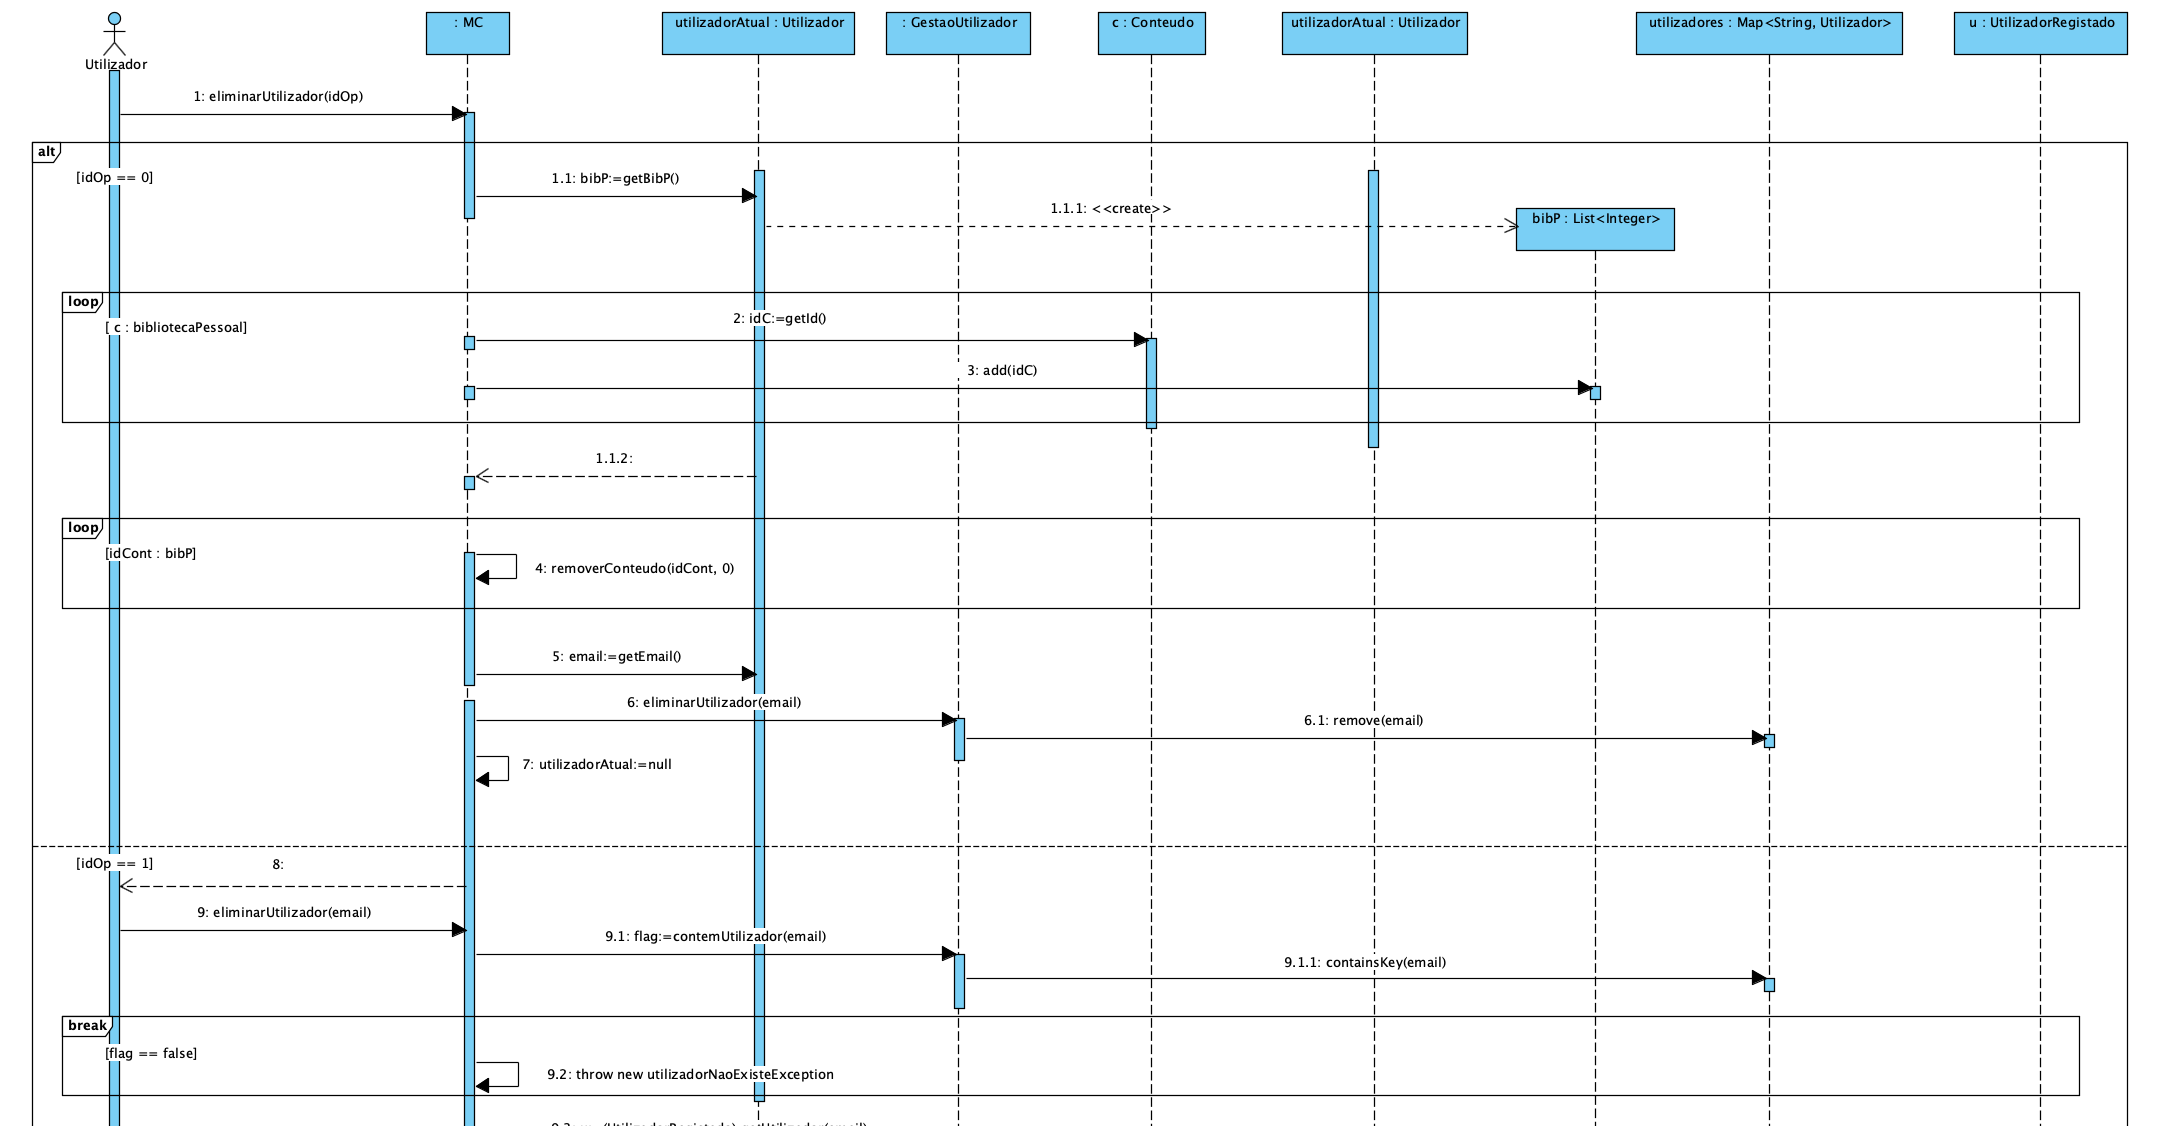 : MC
utilizadorAtual : Utilizador
: GestaoUtilizador
c : Conteudo
utilizadorAtual : Utilizador
utilizadores : Map<String, Utilizador>
u : UtilizadorRegistado
Utilizador
1: eliminarUtilizador(idOp)
alt
[idOp == 0]
1.1: bibP:=getBibP()
1.1.1: <<create>>
bibP : List<Integer>
loop
[ c : bibliotecaPessoal]
2: idC:=getId()
3: add(idC)
1.1.2:
loop
[idCont : bibP]
4: removerConteudo(idCont, 0)
5: email:=getEmail()
6: eliminarUtilizador(email)
6.1: remove(email)
7: utilizadorAtual:=null
[idOp == 1]
8:
9: eliminarUtilizador(email)
9.1: flag:=contemUtilizador(email)
9.1.1: containsKey(email)
break
[flag == false]
9.2: throw new utilizadorNaoExisteException